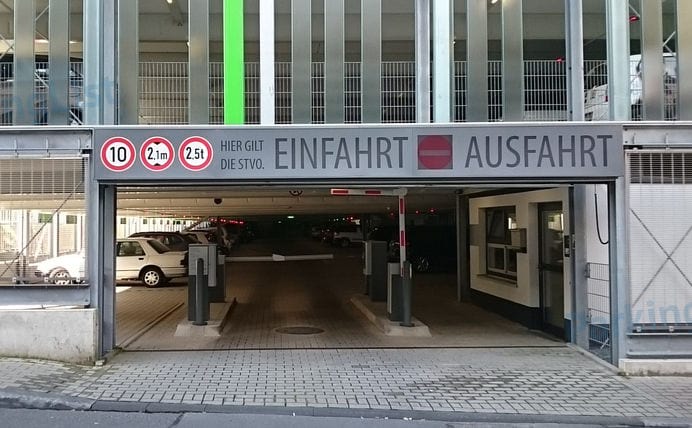 10 2,1m 2,5t HIER GILT DIE STVO. EINFAHRT AUSFAHRT